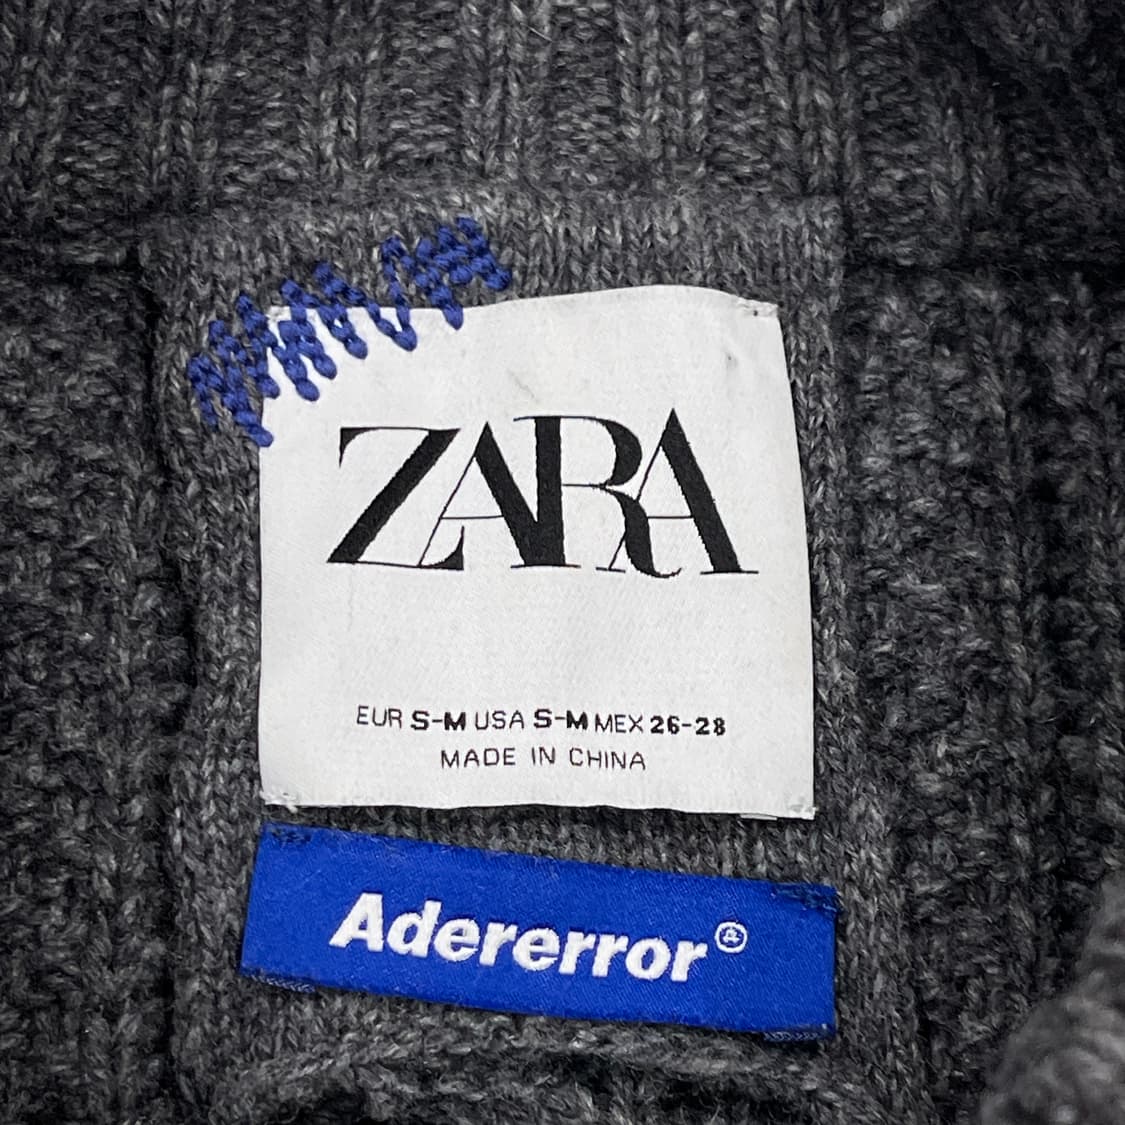 ZARA
EUR S-M USA S-M MEX 26-28
MADE IN CHINA
Adererror®